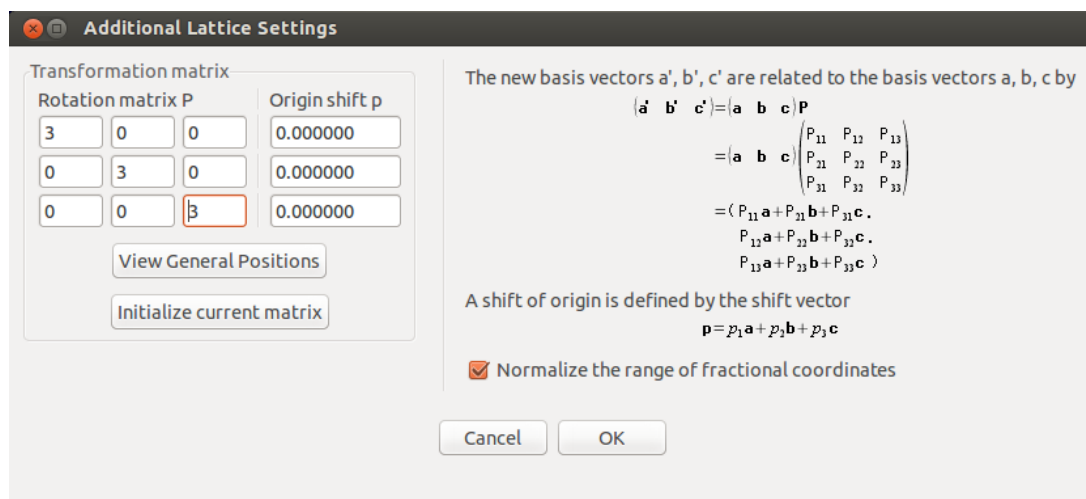 Additional Lattice Settings
Transformation matrix
Rotation matrix P Origin shift p
3 0 0 0.000000
0 3 0 0.000000
0 0 3 0.000000
View General Positions
Initialize current matrix
The new basis vectors a', b', c' are related to the basis vectors a, b, c by
(a' b' c')=(a b c)P
=(a b c)(P11 P12 P13
P21 P22 P23
P31 P32 P33)
=(P11a+P21b+P31c,
P12a+P22b+P32c,
P13a+P23b+P33c )
A shift of origin is defined by the shift vector
p=p1a+p2b+p3c
Normalize the range of fractional coordinates
Cancel OK